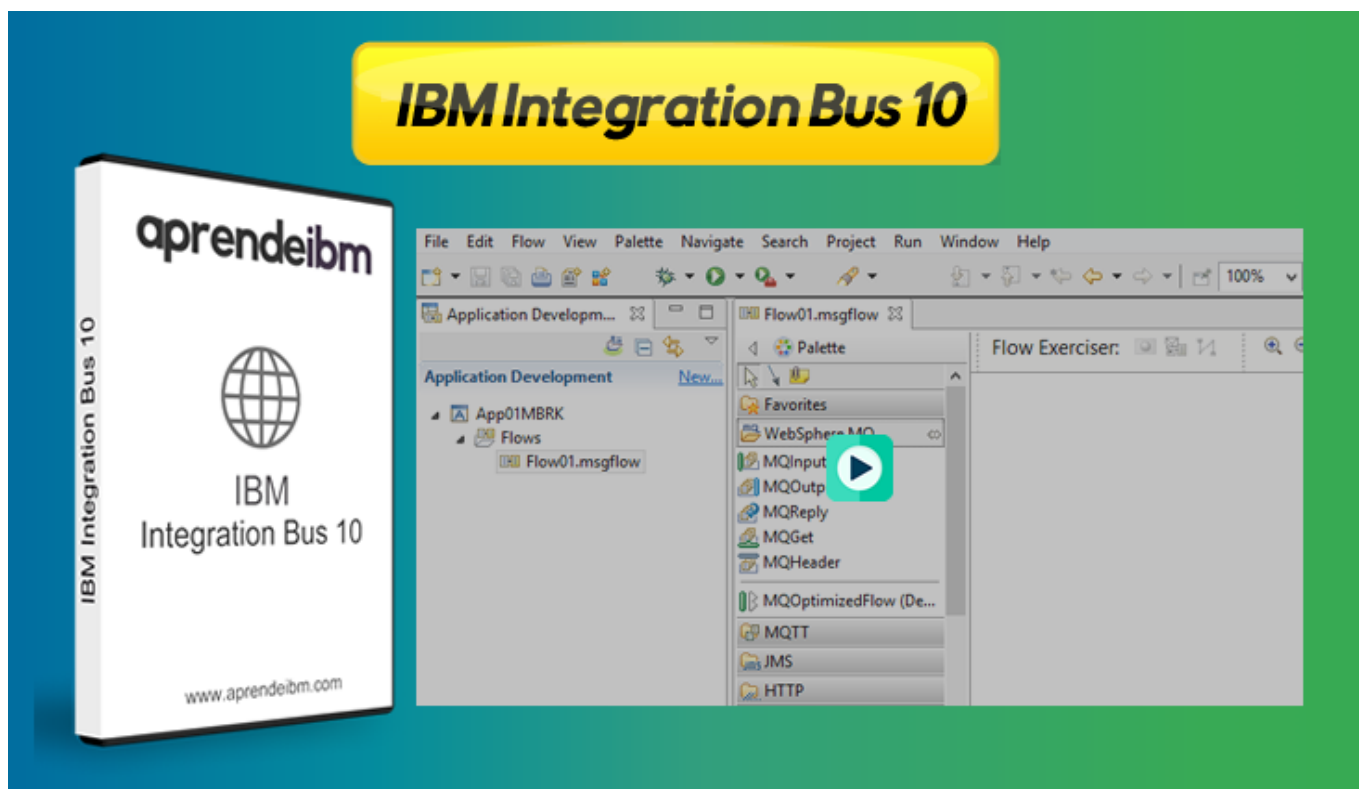 IBM Integration Bus 10
aprendeibm
IBM
Integration Bus 10
www.aprendeibm.com
IBM Integration Bus 10
File Edit Flow View Palette Navigate Search Project Run Window Help
100%
Application Developm...
Flow01.msgflow
Palette
Flow Exerciser:
Application Development New...
App01MBRK
Flows
Flow01.msgflow
Favorites
WebSphere MQ
MQInput
MQOutp
MQReply
MQGet
MQHeader
MQOptimizedFlow (De...
MQTT
JMS
HTTP